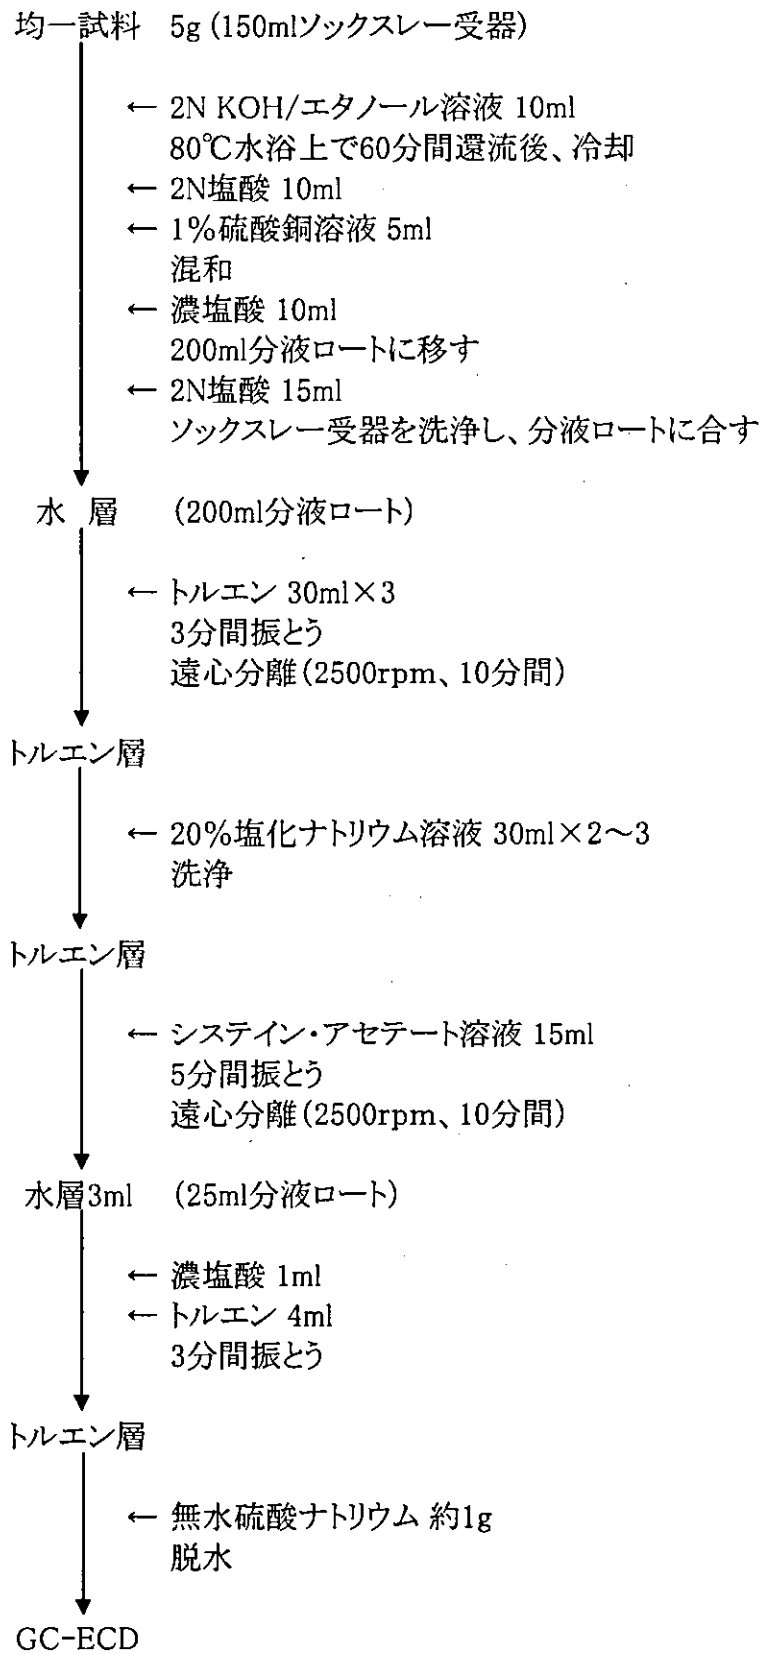 均一試料 5g (150mlソックスレー受器)
← 2N KOH/エタノール溶液 10ml
80℃水浴上で60分間還流後、冷却
← 2N塩酸 10ml
← 1%硫酸銅溶液 5ml
混和
← 濃塩酸 10ml
200ml分液ロートに移す
← 2N塩酸 15ml
ソックスレー受器を洗浄し、分液ロートに合す
水 層 (200ml分液ロート)
← トルエン 30ml×3
3分間振とう
遠心分離(2500rpm、10分間)
トルエン層
← 20%塩化ナトリウム溶液 30ml×2～3
洗浄
トルエン層
← システイン・アセテート溶液 15ml
5分間振とう
遠心分離(2500rpm、10分間)
水層3ml (25ml分液ロート)
← 濃塩酸 1ml
← トルエン 4ml
3分間振とう
トルエン層
← 無水硫酸ナトリウム 約1g
脱水
GC-ECD